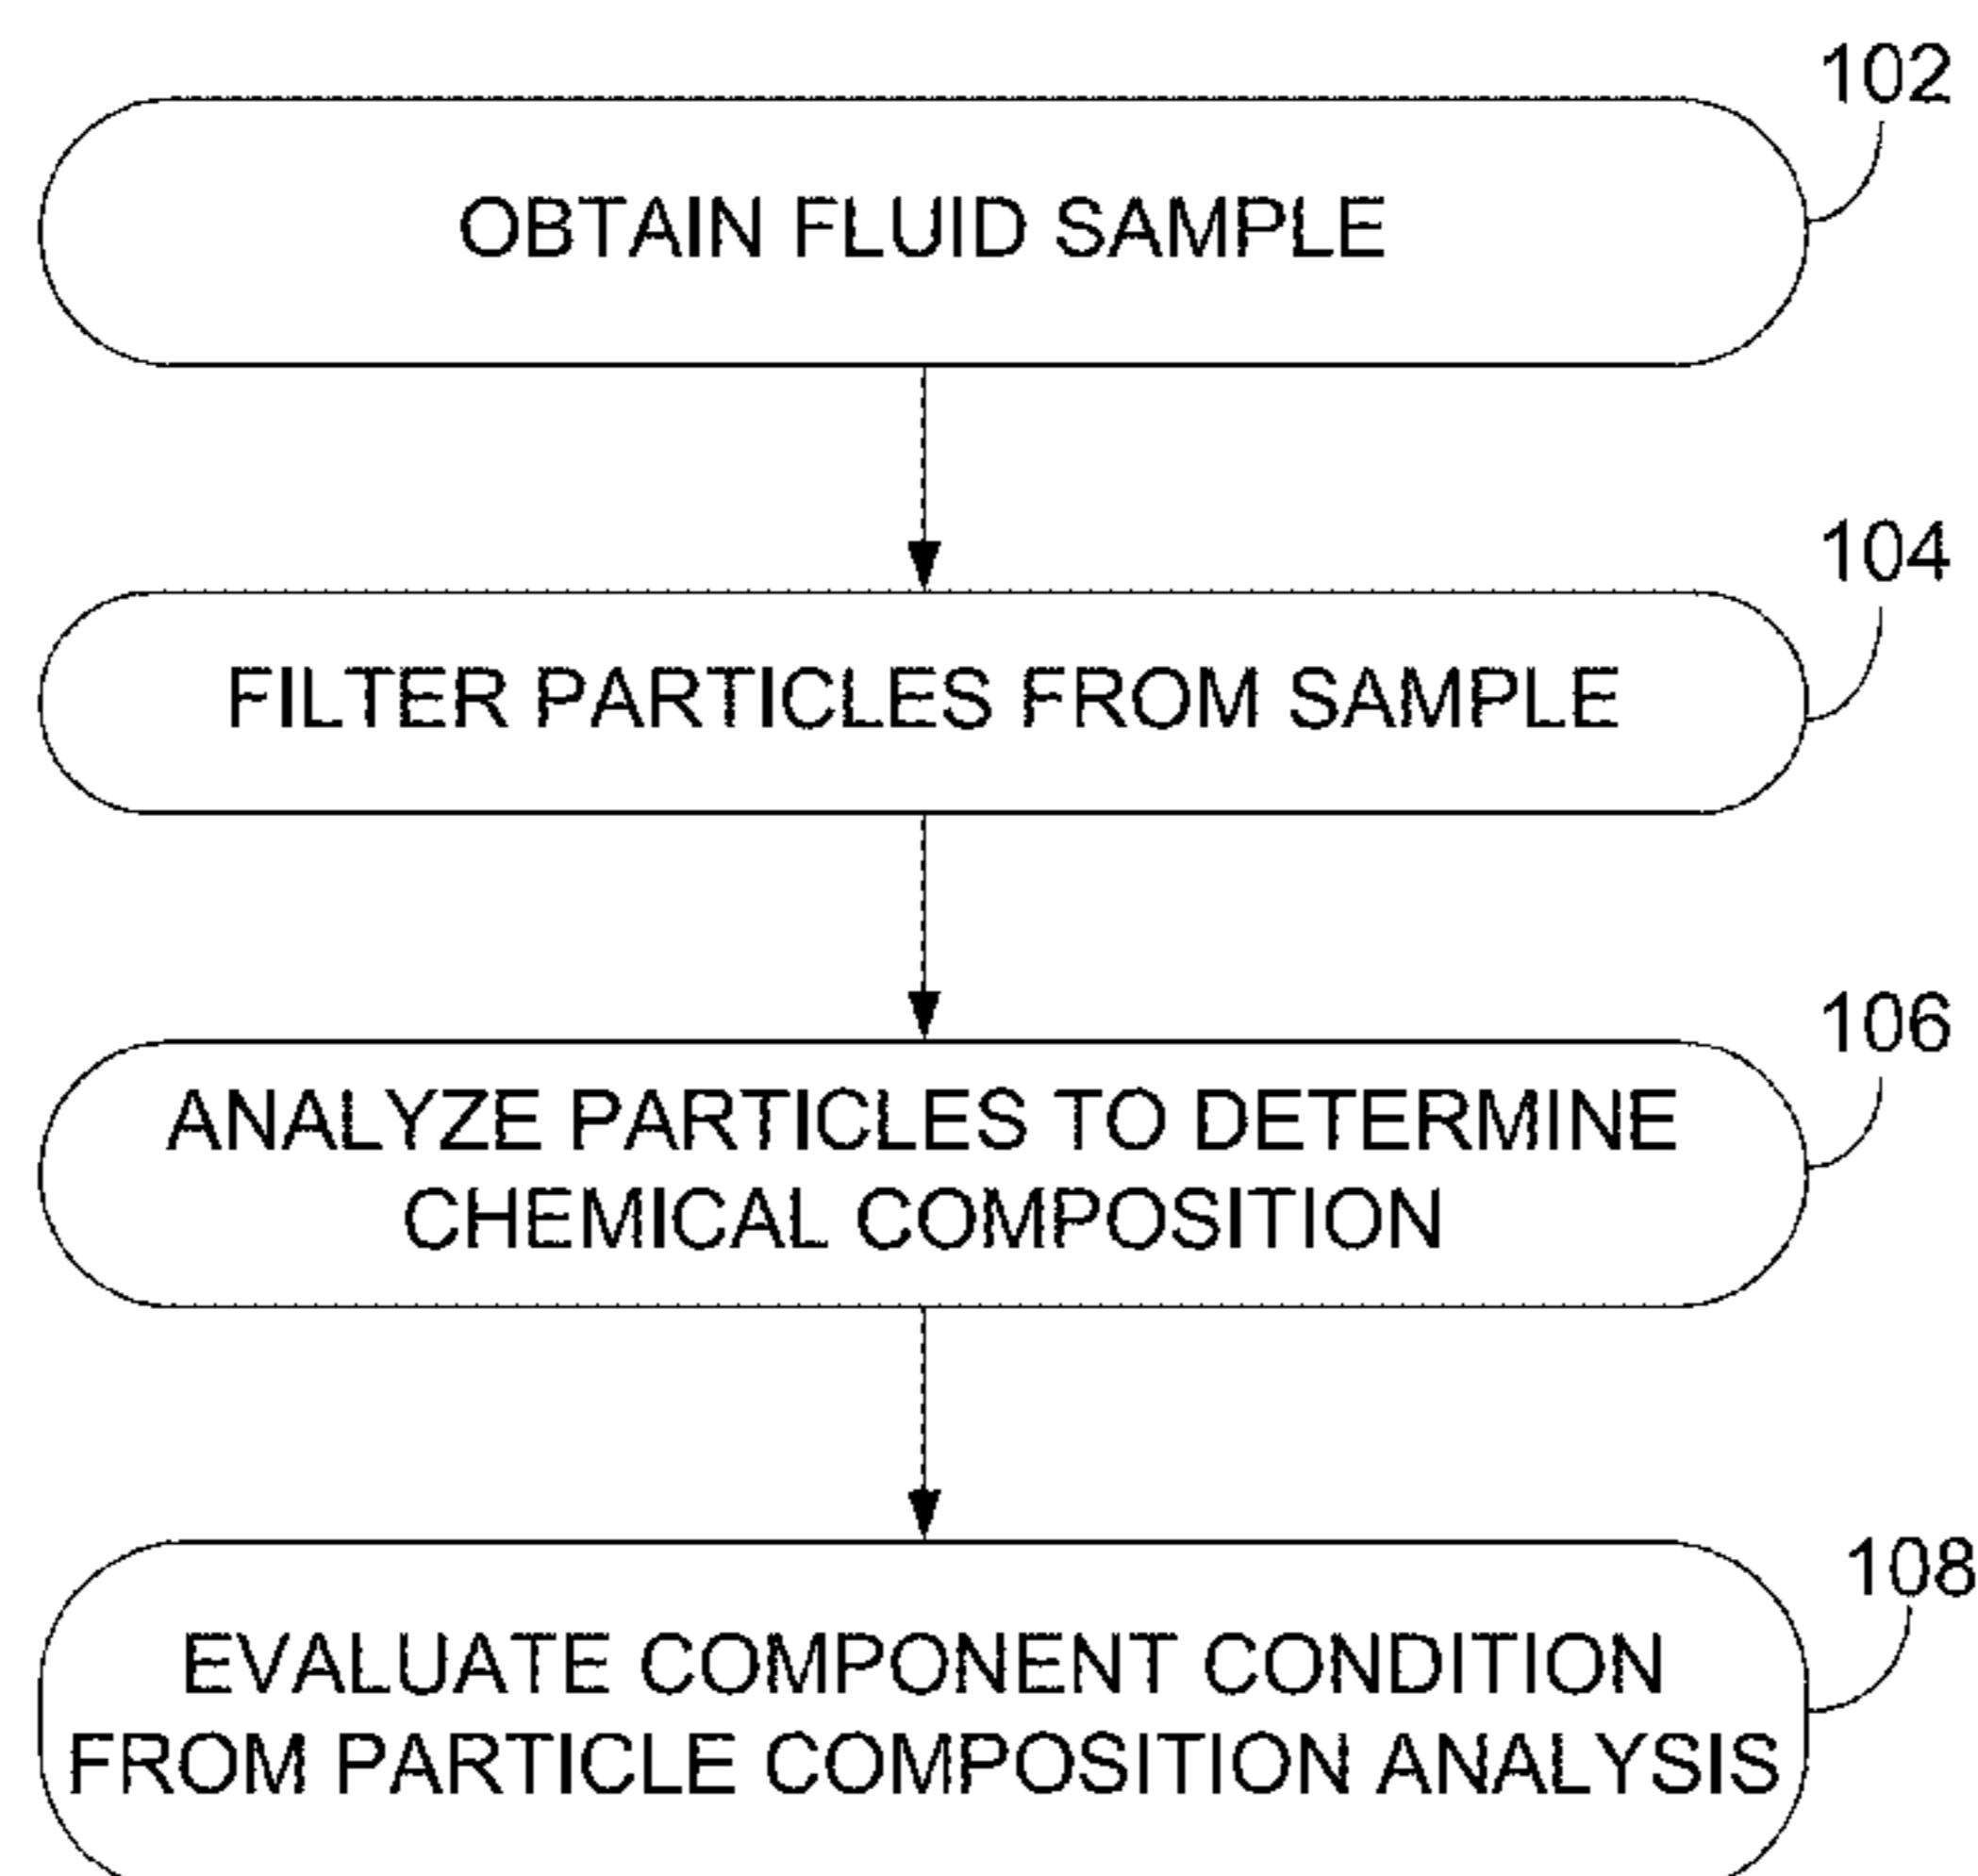 102
OBTAIN FLUID SAMPLE
104
FILTER PARTICLES FROM SAMPLE
106
ANALYZE PARTICLES TO DETERMINE
CHEMICAL COMPOSITION
108
EVALUATE COMPONENT CONDITION
FROM PARTICLE COMPOSITION ANALYSIS